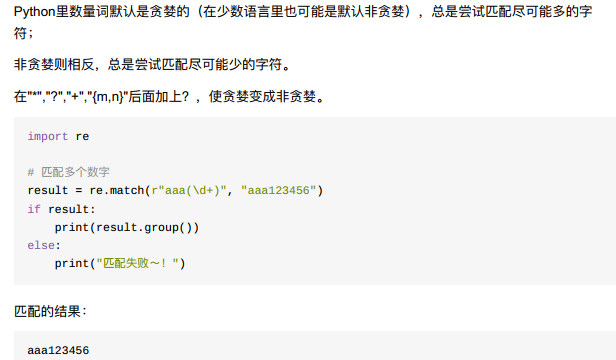 Python里数量词默认是贪婪的（在少数语言里也可能是默认非贪婪），总是尝试匹配尽可能多的字
符；
非贪婪则相反，总是尝试匹配尽可能少的字符。
在"*","?","+","{m,n}"后面加上？，使贪婪变成非贪婪。
import re
# 匹配多个数字
result = re.match(r"aaa(\d+)", "aaa123456")
if result:
    print(result.group())
else:
    print("匹配失败～！")
匹配的结果：
aaa123456